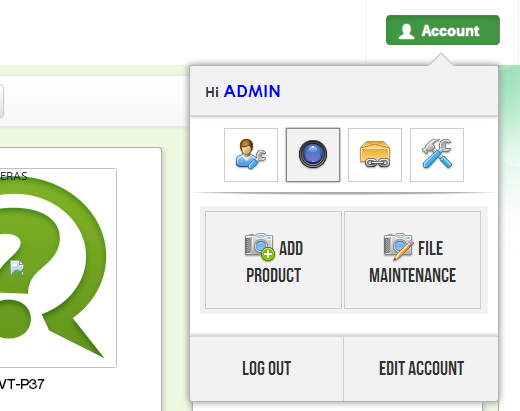 Account
Hi ADMIN
ERAS
ADD
PRODUCT
FILE
MAINTENANCE
VT-P37
LOG OUT
EDIT ACCOUNT